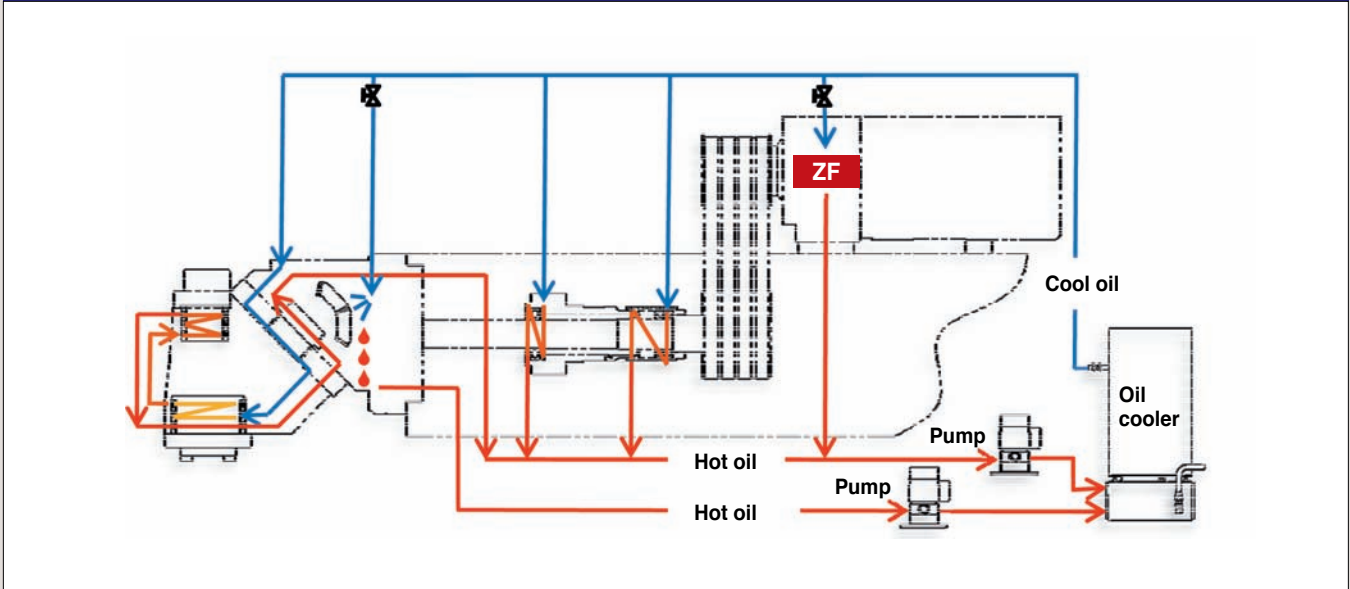 ZF
Cool oil
Oil
cooler
Pump
Hot oil
Pump
Hot oil